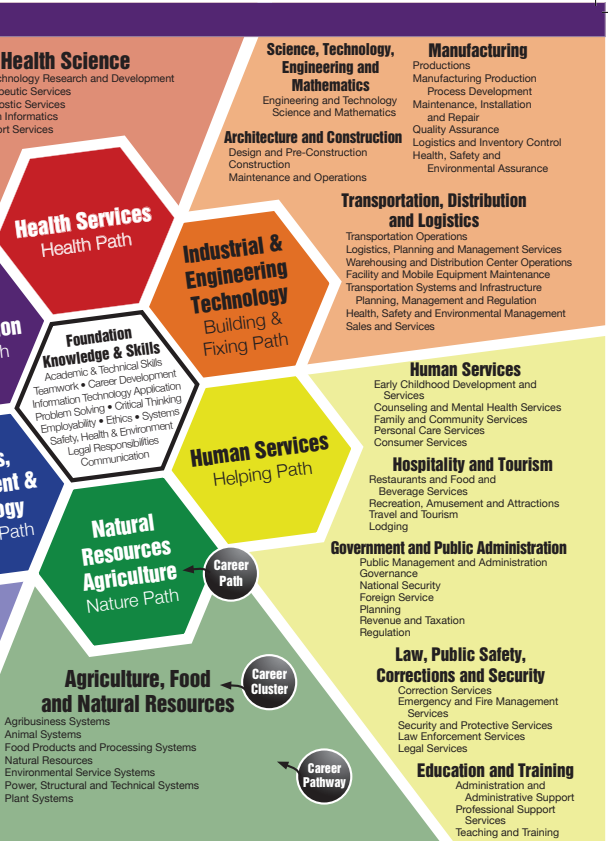 Health Science
Research and Development
Services
Services
Informatics
Services
Science, Technology,
Engineering and
Mathematics
Engineering and Technology
Science and Mathematics
Architecture and Construction
Design and Pre-Construction
Construction
Maintenance and Operations
Manufacturing
Productions
Manufacturing Production
Process Development
Maintenance, Installation
and Repair
Quality Assurance
Logistics and Inventory Control
Health, Safety and
Environmental Assurance
Transportation, Distribution
and Logistics
Transportation Operations
Logistics, Planning and Management Services
Warehousing and Distribution Center Operations
Facility and Mobile Equipment Maintenance
Transportation Systems and Infrastructure
Planning, Management and Regulation
Health, Safety and Environmental Management
Sales and Services
Health Services
Health Path
Industrial &
Engineering
Technology
Building &
Fixing Path
Foundation
Knowledge & Skills
Academic & Technical Skills
Teamwork • Career Development
Information Technology Application
Problem Solving • Critical Thinking
Employability • Ethics • Systems
Safety, Health & Environment
Legal Responsibilities
Communication
&
Path
Human Services
Helping Path
Natural
Resources
Agriculture
Nature Path
Career
Path
Human Services
Early Childhood Development and
Services
Counseling and Mental Health Services
Family and Community Services
Personal Care Services
Consumer Services
Hospitality and Tourism
Restaurants and Food and
Beverage Services
Recreation, Amusement and Attractions
Travel and Tourism
Lodging
Government and Public Administration
Public Management and Administration
Governance
National Security
Foreign Service
Planning
Revenue and Taxation
Regulation
Law, Public Safety,
Corrections and Security
Correction Services
Emergency and Fire Management
Services
Security and Protective Services
Law Enforcement Services
Legal Services
Education and Training
Administration and
Administrative Support
Professional Support
Services
Teaching and Training
Agriculture, Food
and Natural Resources
Agribusiness Systems
Animal Systems
Food Products and Processing Systems
Natural Resources
Environmental Service Systems
Power, Structural and Technical Systems
Plant Systems
Career
Cluster
Career
Pathway